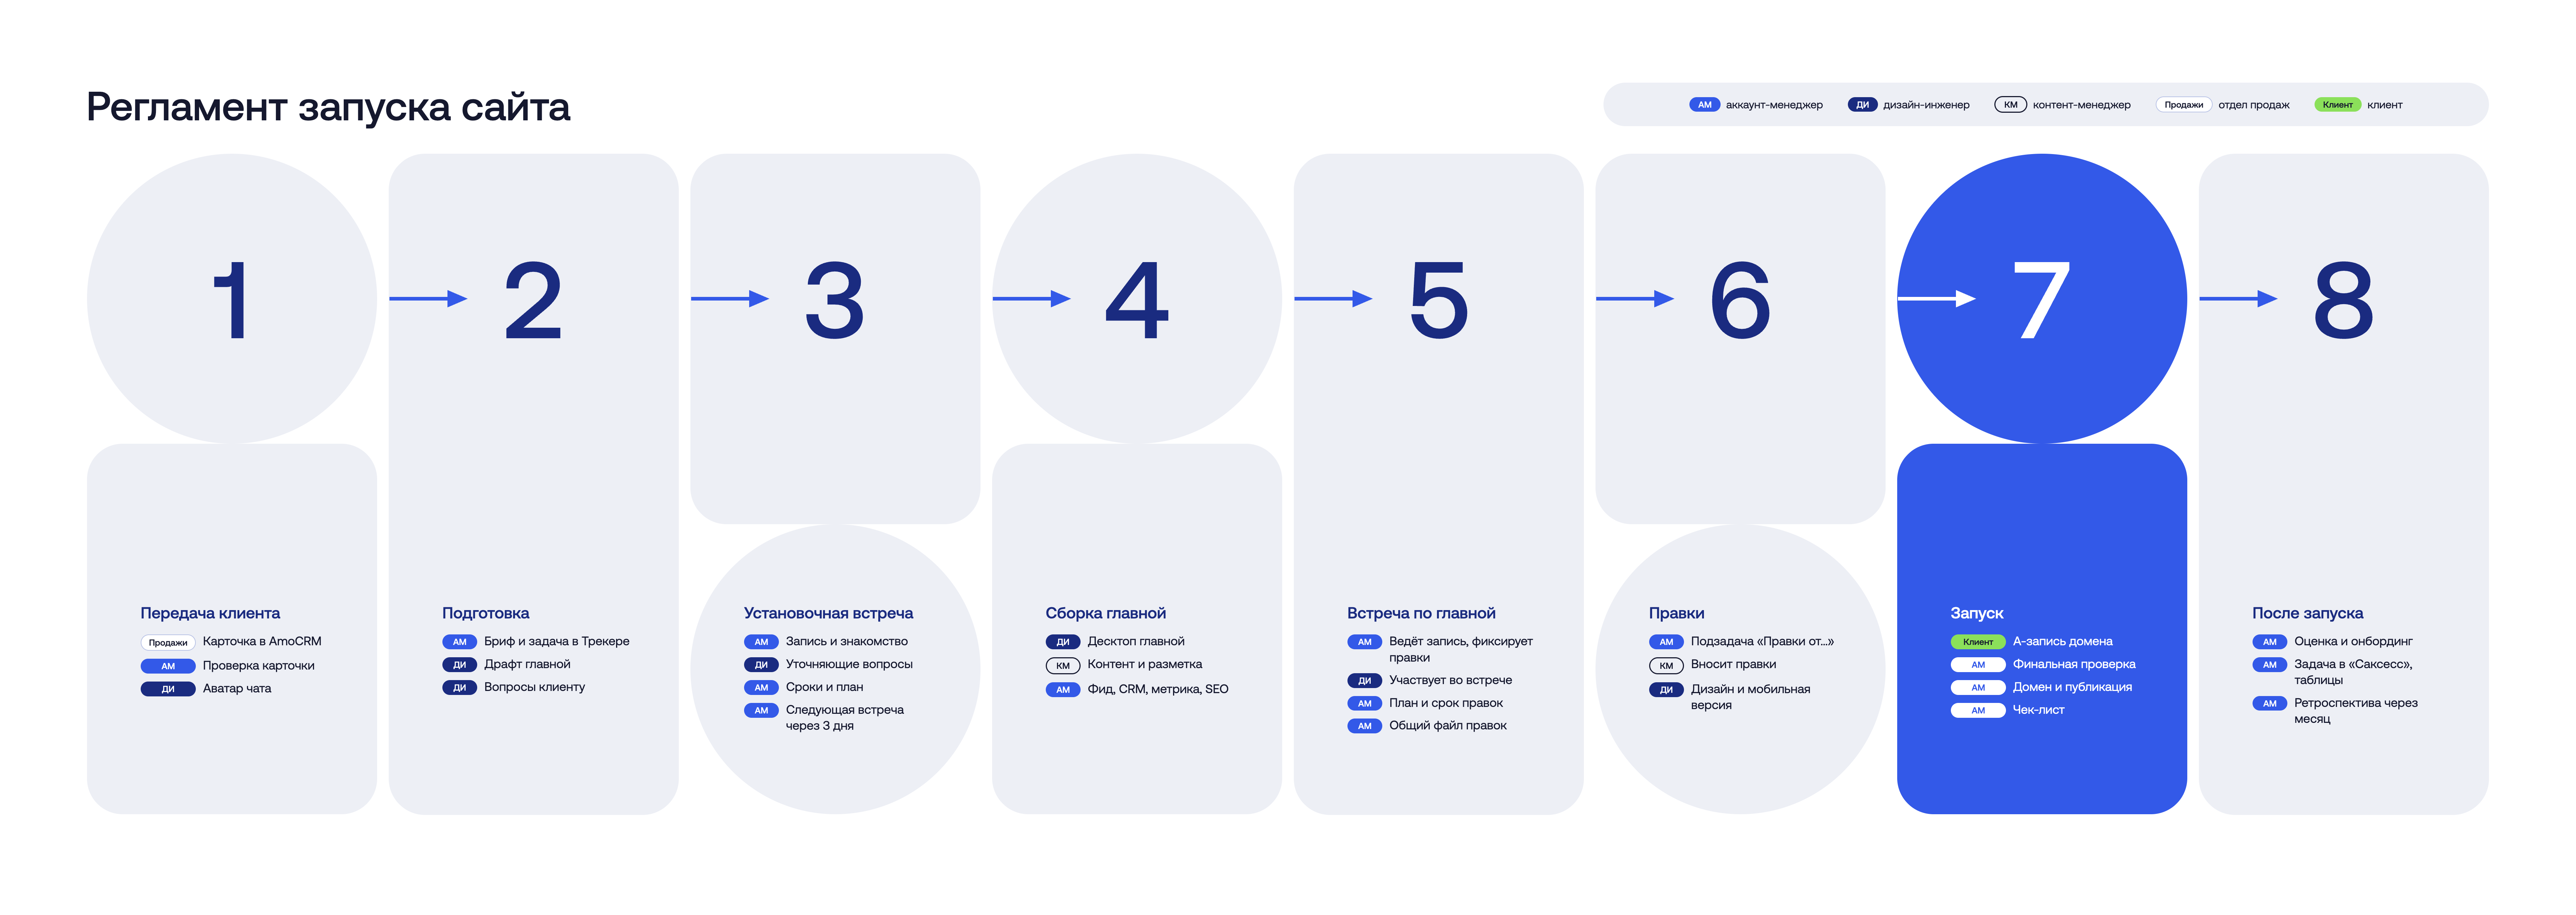 Регламент запуска сайта
АМ аккаунт-менеджер ДИ дизайн-инженер КМ контент-менеджер Продажи отдел продаж Клиент клиент
1
2
3
4
5
6
7
8
Передача клиента
Продажи Карточка в AmoCRM
АМ Проверка карточки
ДИ Аватар чата
Подготовка
АМ Бриф и задача в Трекере
ДИ Драфт главной
ДИ Вопросы клиенту
Установочная встреча
АМ Запись и знакомство
ДИ Уточняющие вопросы
АМ Сроки и план
АМ Следующая встреча
через 3 дня
Сборка главной
ДИ Десктоп главной
КМ Контент и разметка
АМ Фид, CRM, метрика, SEO
Встреча по главной
АМ Ведёт запись, фиксирует
правки
ДИ Участвует во встрече
АМ План и срок правок
АМ Общий файл правок
Правки
АМ Подзадача «Правки от...»
КМ Вносит правки
ДИ Дизайн и мобильная
версия
Запуск
Клиент А-запись домена
АМ Финальная проверка
АМ Домен и публикация
АМ Чек-лист
После запуска
АМ Оценка и онбординг
АМ Задача в «Саксесс»,
таблицы
АМ Ретроспектива через
месяц